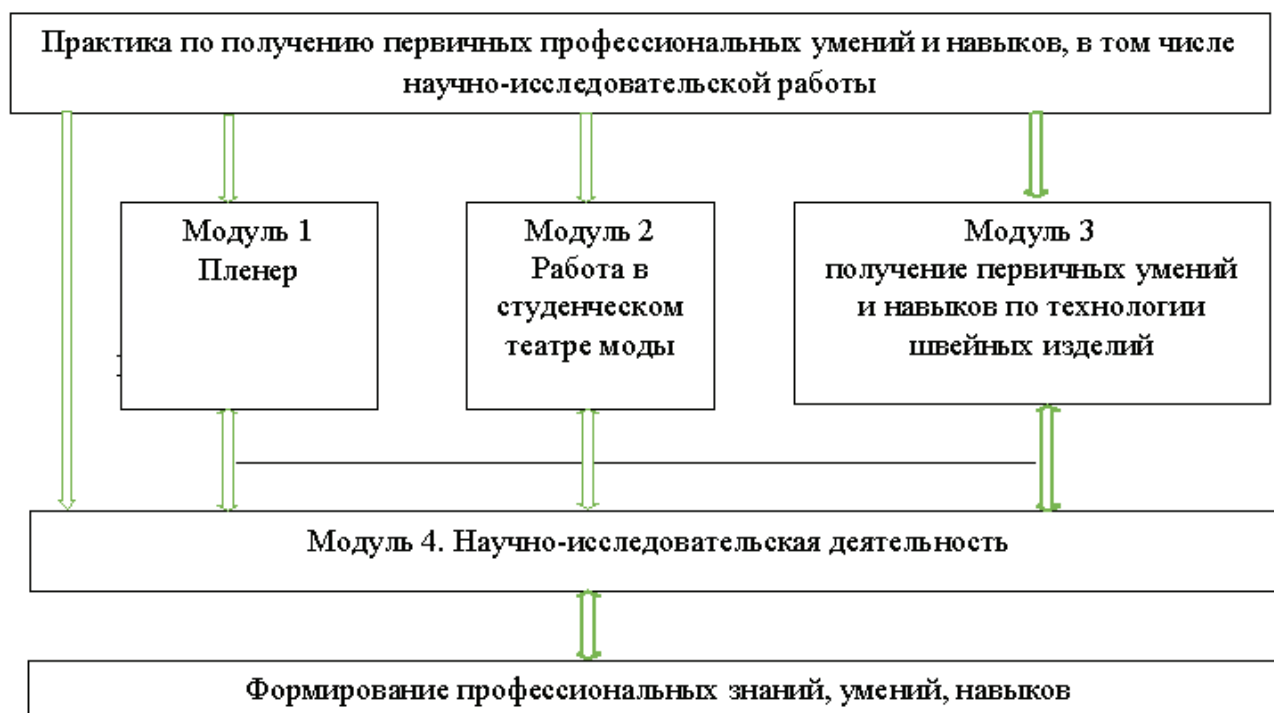 Практика по получению первичных профессиональных умений и навыков, в том числе
научно-исследовательской работы
Модуль 1
Пленер
Модуль 2
Работа в
студенческом
театре моды
Модуль 3
получение первичных умений
и навыков по технологии
швейных изделий
Модуль 4. Научно-исследовательская деятельность
Формирование профессиональных знаний, умений, навыков